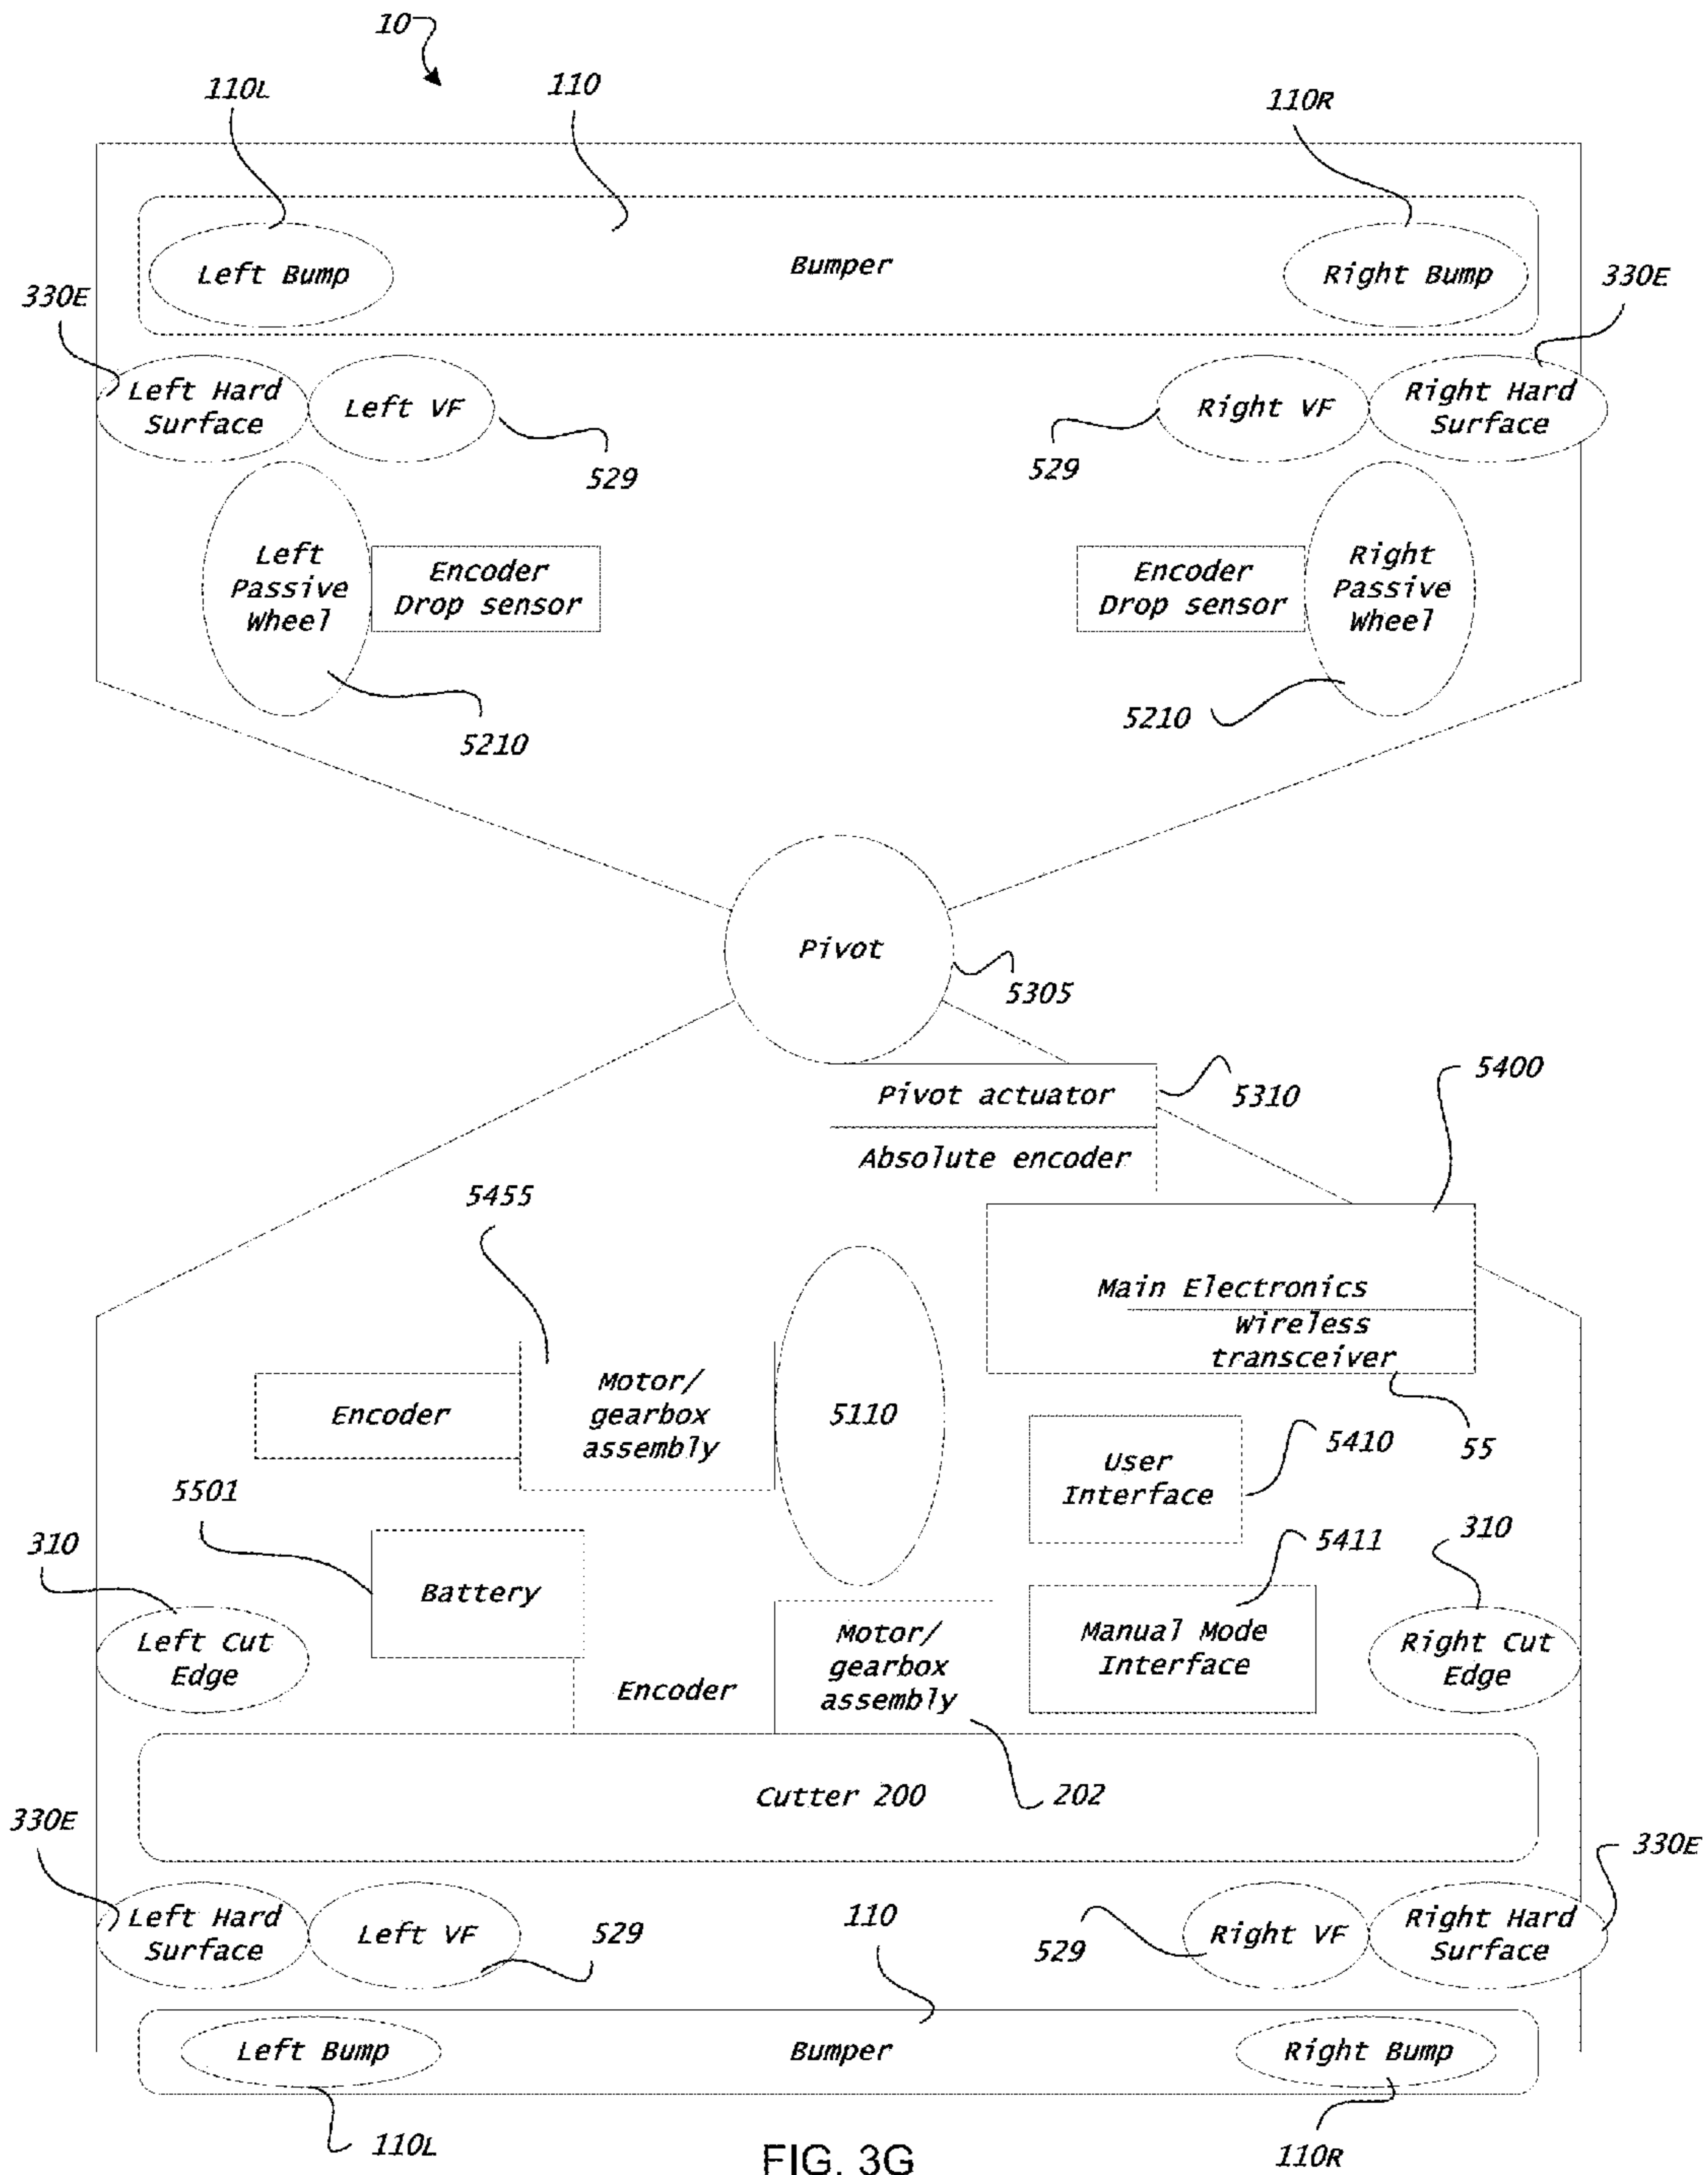 10
110L
110
110R
Left Bump
Bumper
Right Bump
330E
330E
Left Hard
Surface
Left VF
Right VF
Right Hard
Surface
529
529
Left
Passive
Wheel
Encoder
Drop sensor
Encoder
Drop sensor
Right
Passive
Wheel
5210
5210
Pivot
5305
Pivot actuator
5310
5400
Absolute encoder
5455
Main Electronics
Wireless
transceiver
Encoder
Motor/
gearbox
assembly
5110
55
User
Interface
5410
5501
310
310
5411
Battery
Left Cut
Edge
Encoder
Motor/
gearbox
assembly
Manual Mode
Interface
Right Cut
Edge
Cutter 200
202
330E
330E
Left Hard
Surface
Left VF
529
110
529
Right VF
Right Hard
Surface
Left Bump
Bumper
Right Bump
110L
110R
FIG. 3G